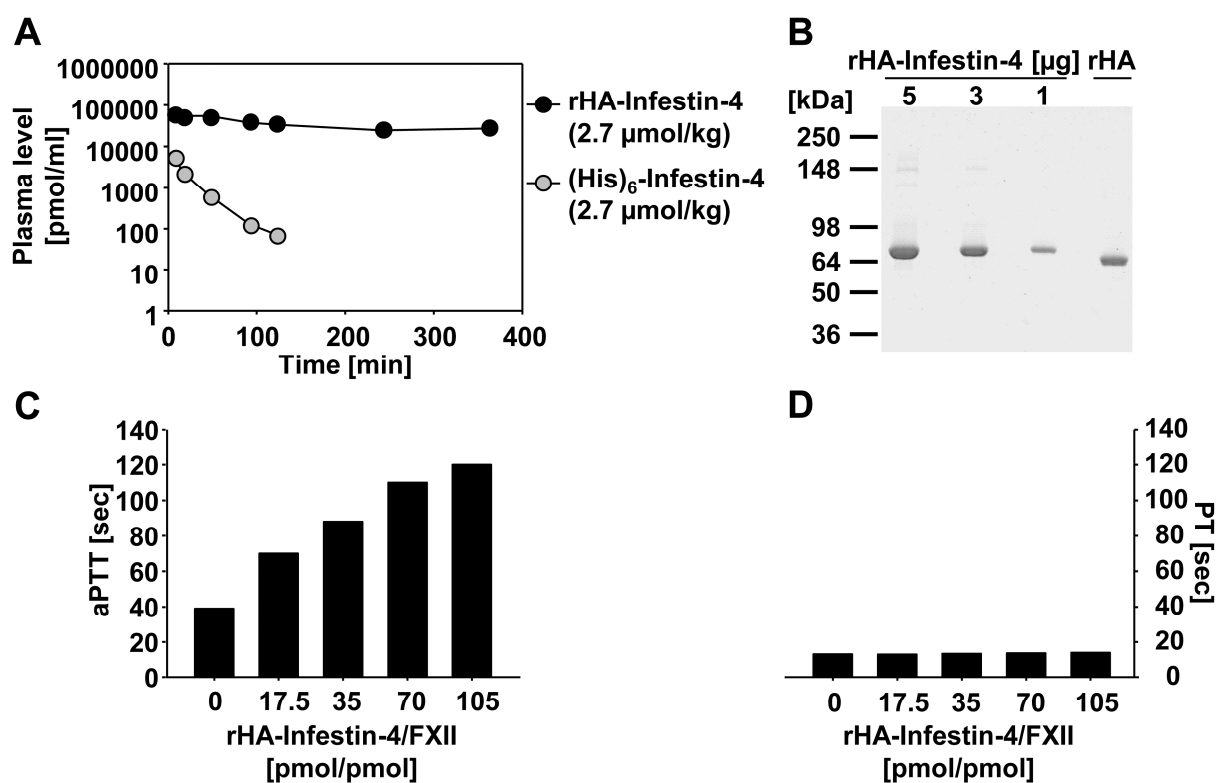 A
1000000
100000
10000
1000
100
10
1
Plasma level
[pmol/ml]
0 100 200 300 400
Time [min]
rHA-Infestin-4
(2.7 µmol/kg)
(His)6-Infestin-4
(2.7 µmol/kg)
B
rHA-Infestin-4 [µg] rHA
[kDa] 5 3 1
250
148
98
64
50
36
C
140
120
100
80
60
40
20
0
aPTT [sec]
0 17.5 35 70 105
rHA-Infestin-4/FXII
[pmol/pmol]
D
140
120
100
80
60
40
20
0
PT [sec]
0 17.5 35 70 105
rHA-Infestin-4/FXII
[pmol/pmol]